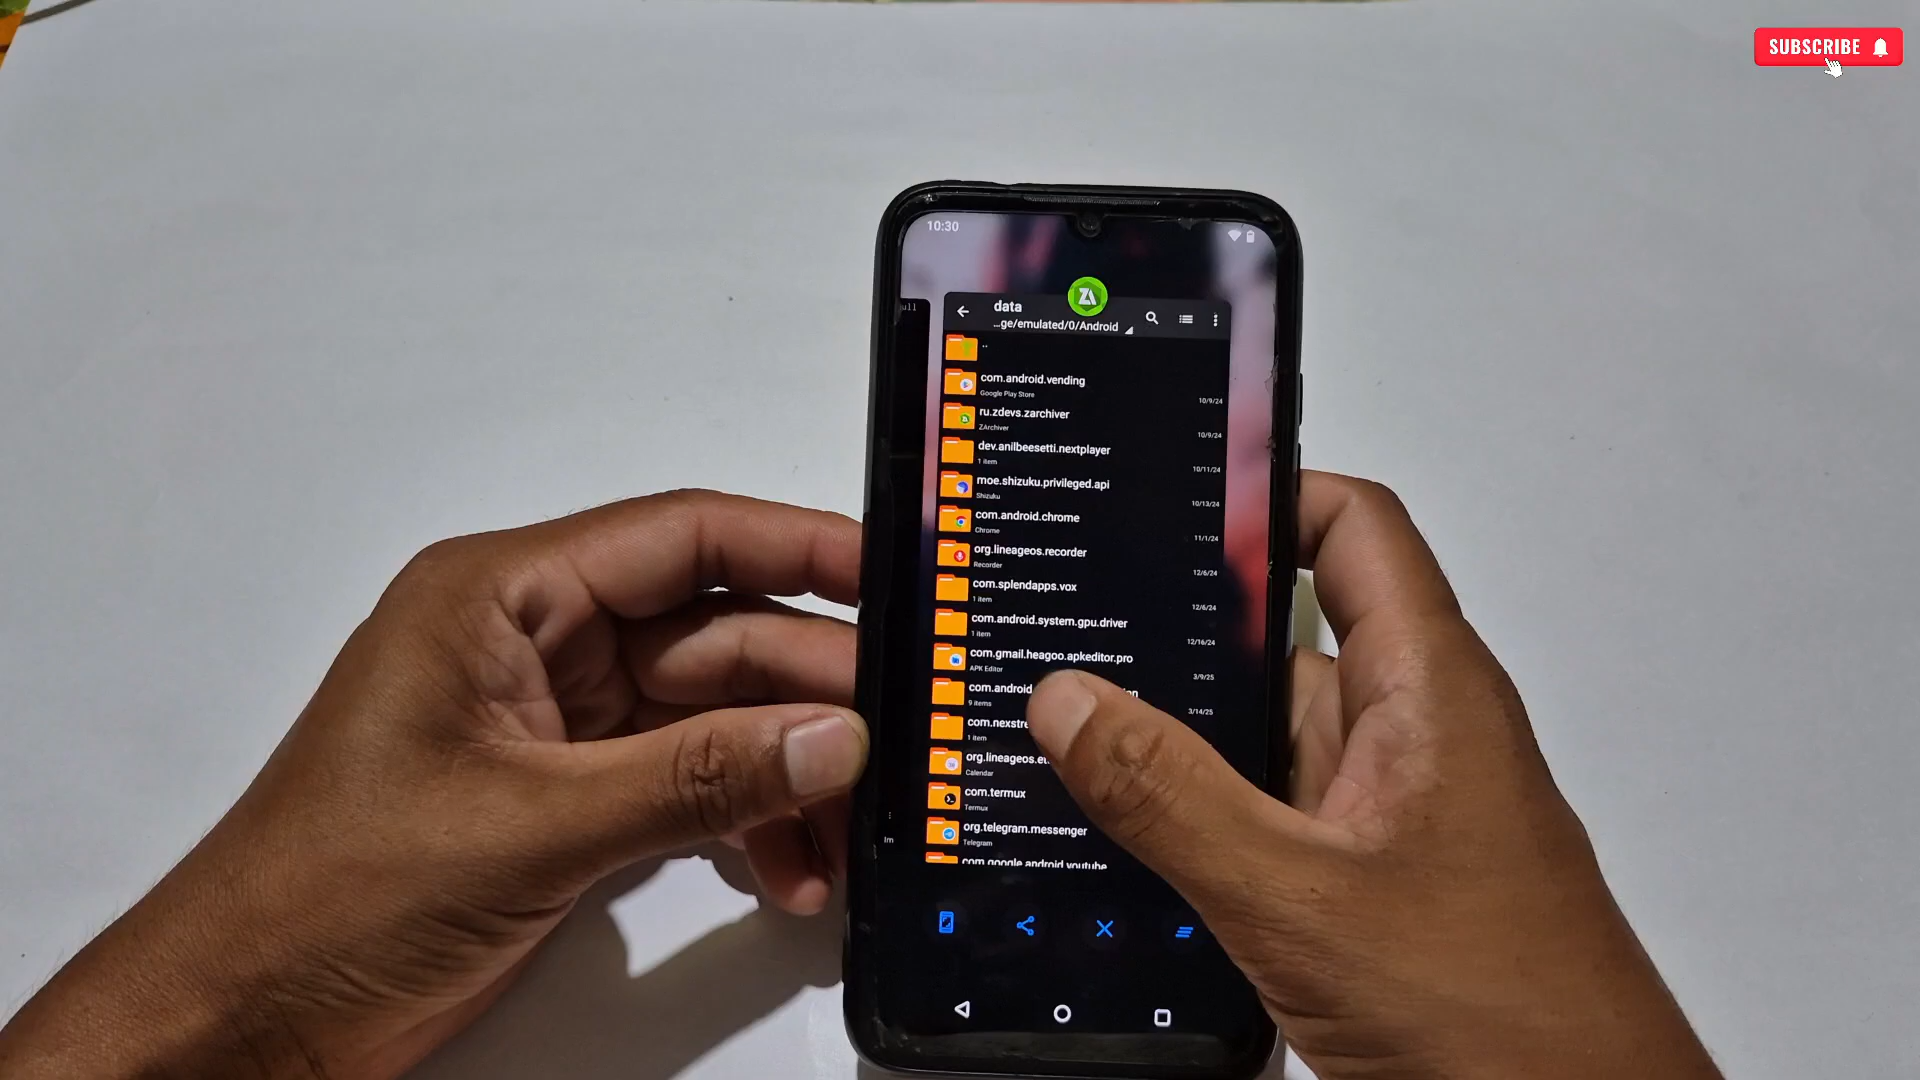 SUBSCRIBE
10:30
ull
data
...ge/emulated/0/Android
..
com.android.vending
Google Play Store
10/9/24
ru.zdevs.zarchiver
ZArchiver
10/9/24
dev.anilbeesetti.nextplayer
1 item
10/11/24
moe.shizuku.privileged.api
Shizuku
10/13/24
com.android.chrome
Chrome
11/1/24
org.lineageos.recorder
Recorder
12/6/24
com.splendapps.vox
1 item
12/6/24
com.android.system.gpu.driver
1 item
12/16/24
com.gmail.heagoo.apkeditor.pro
APK Editor
3/9/25
com.android
9 items
3/14/25
com.nexstre
1 item
org.lineageos.e
Calendar
com.termux
Termux
org.telegram.messenger
Telegram
com.google.android.youtube